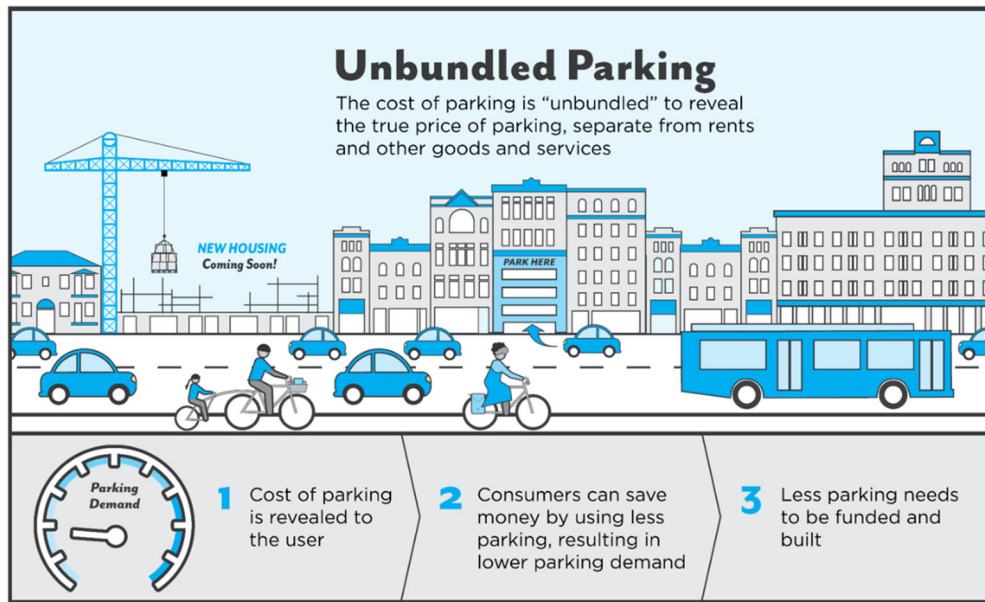 Unbundled Parking
The cost of parking is “unbundled” to reveal
the true price of parking, separate from rents
and other goods and services
NEW HOUSING
Coming Soon!
PARK HERE
Parking
Demand
1
Cost of parking
is revealed to
the user
2
Consumers can save
money by using less
parking, resulting in
lower parking demand
3
Less parking needs
to be funded and
built